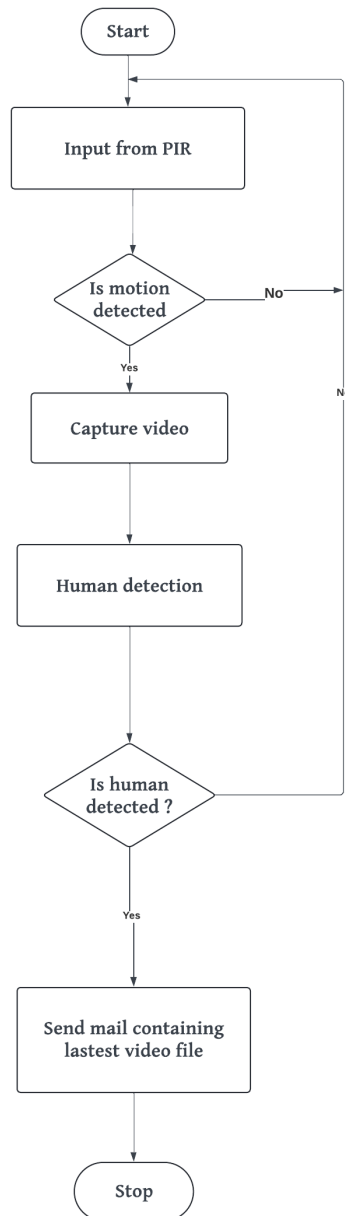 Start
Input from PIR
Is motion
detected
No
Yes
Capture video
Human detection
Is human
detected ?
Yes
Send mail containing
lastest video file
Stop